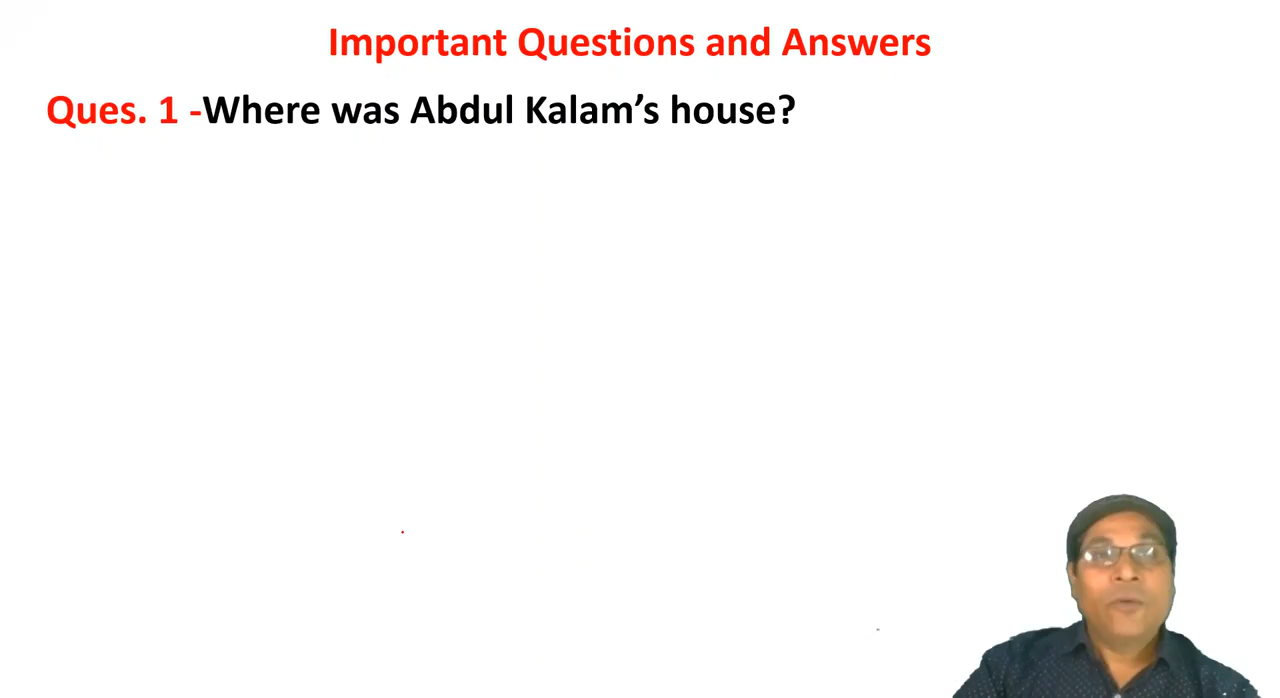 Important Questions and Answers
Ques. 1 -Where was Abdul Kalam’s house?